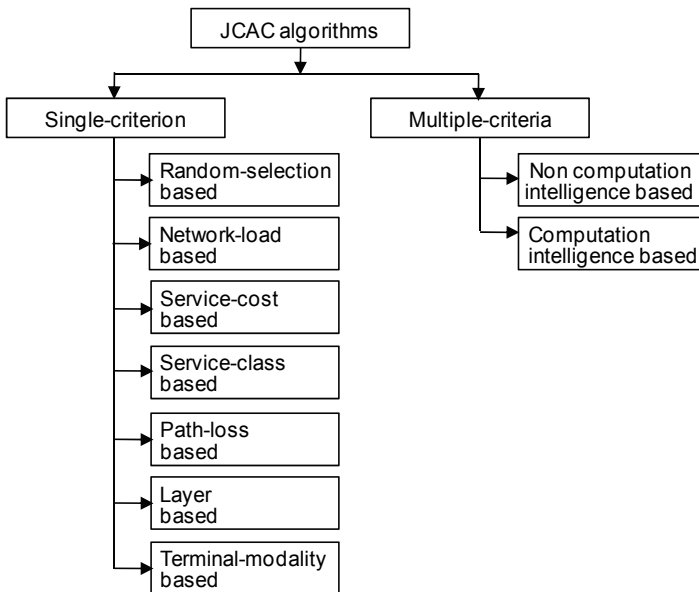 JCAC algorithms
Single-criterion
Multiple-criteria
Random-selection
based
Network-load
based
Service-cost
based
Service-class
based
Path-loss
based
Layer
based
Terminal-modality
based
Non computation
intelligence based
Computation
intelligence based